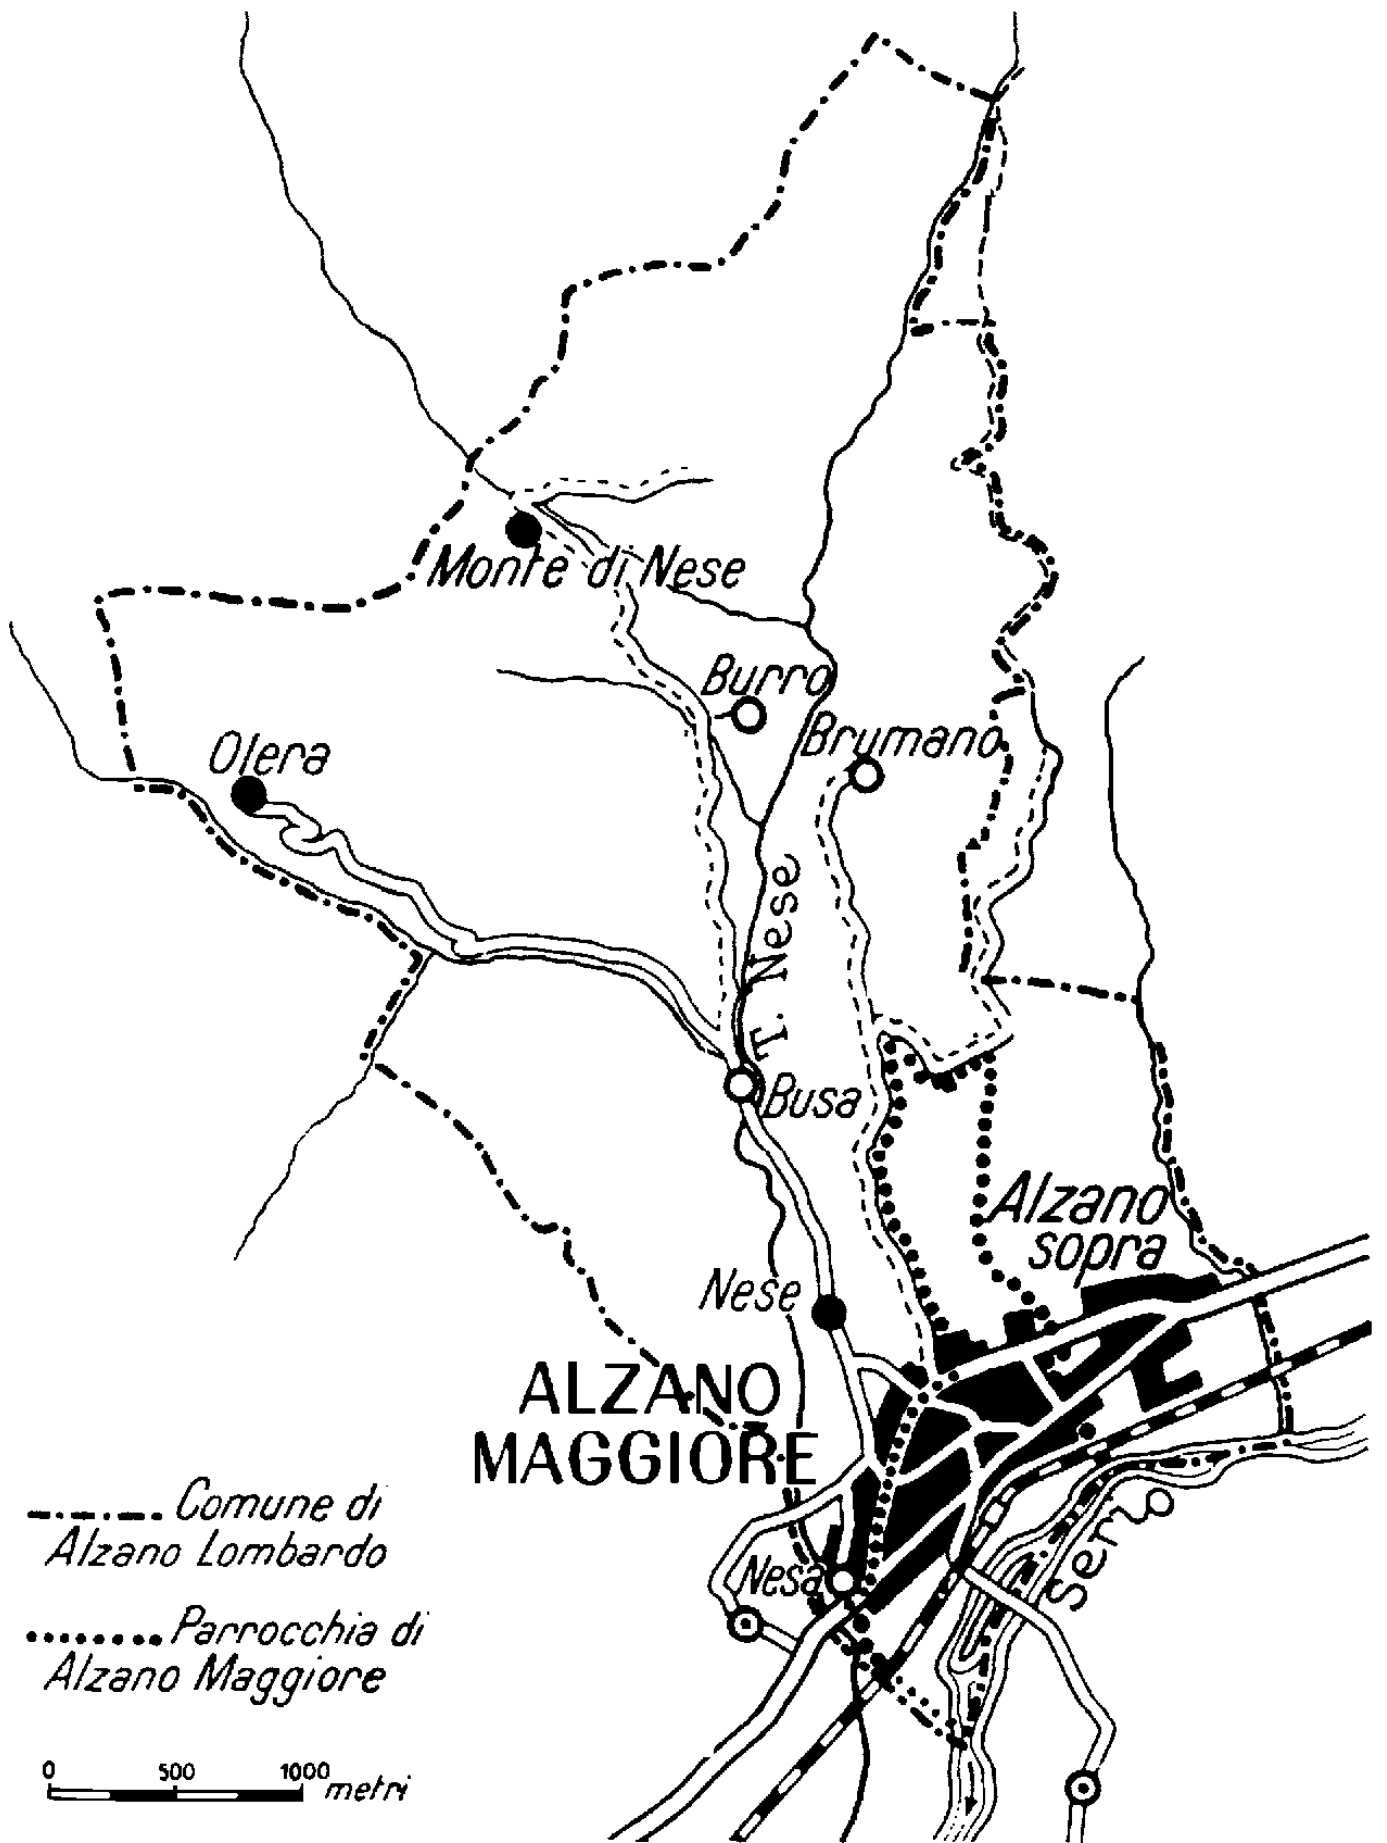 Monte di Nese
Burro
Brumano
Olera
T. Nese
Busa
Alzano
sopra
Nese
ALZANO
MAGGIORE
Nesa
Serio
Comune di
Alzano Lombardo
Parrocchia di
Alzano Maggiore
0 500 1000 metri